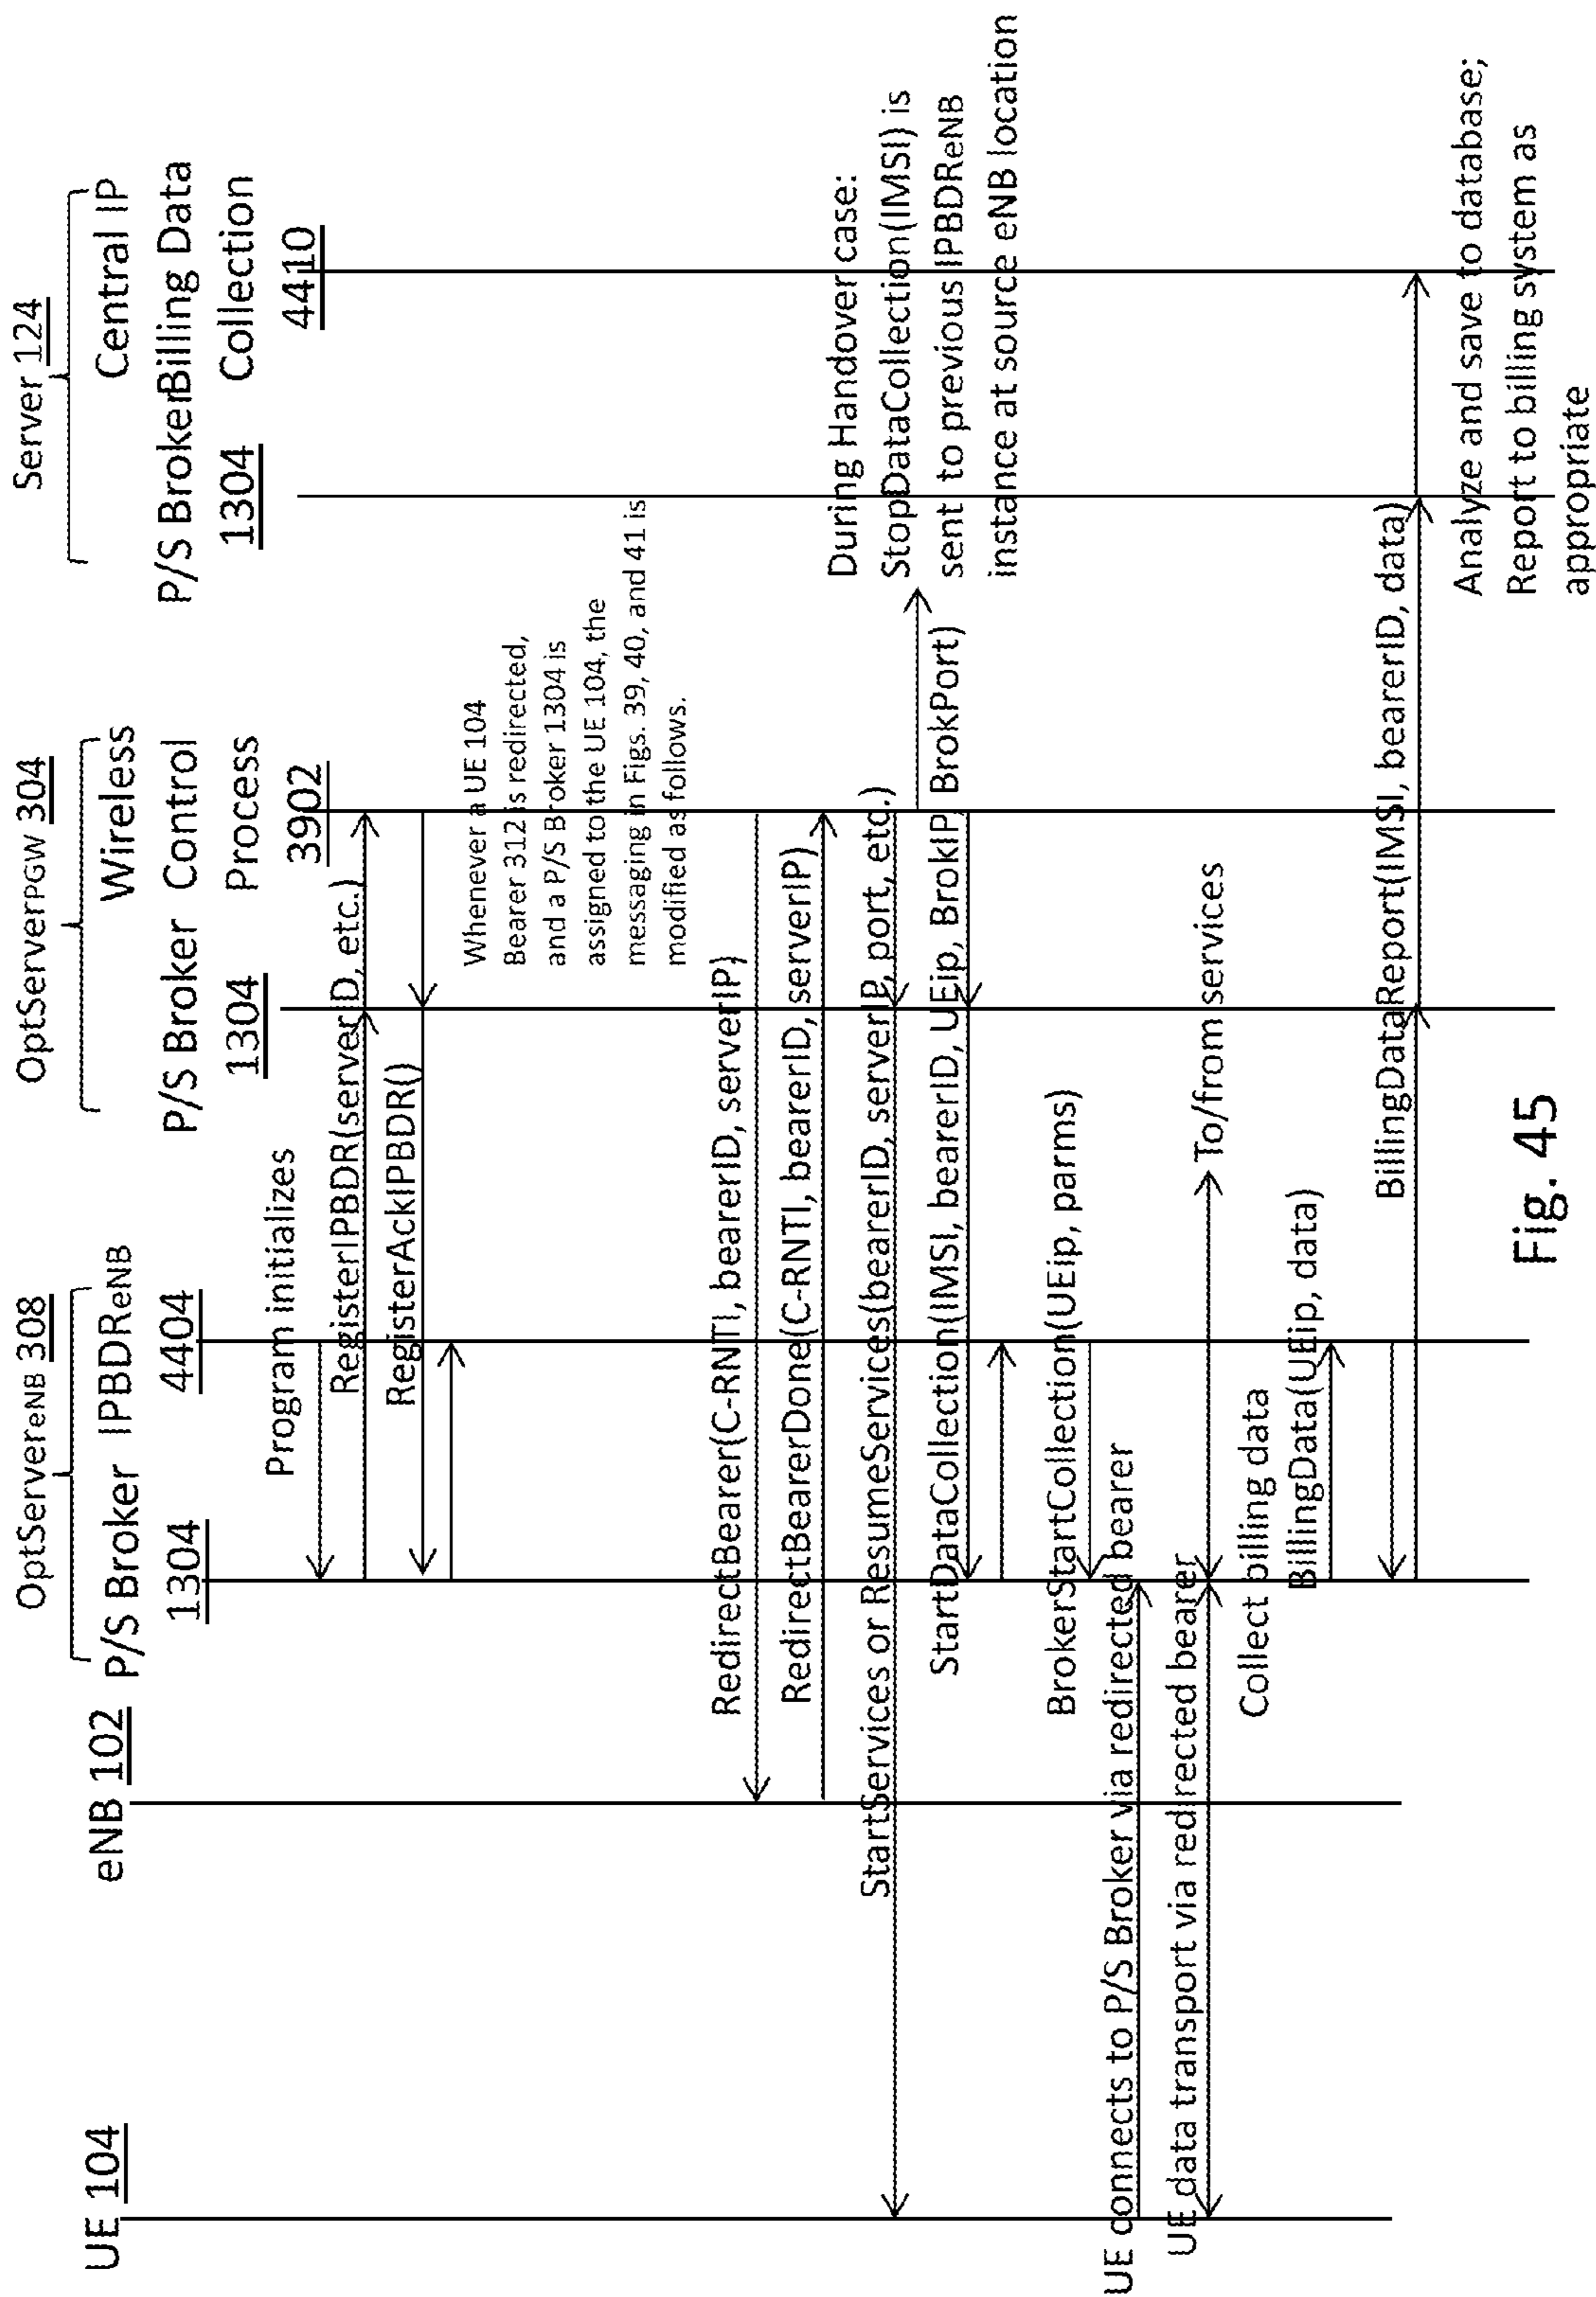 Server 124
OptServerPGW 304
OptServereNB 308
Central IP
Wireless
P/S Broker Billing Data
P/S Broker Control
P/S Broker IPBDReNB
eNB 102
UE 104
1304 Collection
1304 Process
1304 4404
4410
3902
Program initializes
RegisterIPBDR(serverID, etc.)
RegisterAckIPBDR()
Whenever a UE 104
Bearer 312 is redirected,
and a P/S Broker 1304 is
assigned to the UE 104, the
messaging in Figs. 39, 40, and 41 is
modified as follows.
RedirectBearer(C-RNTI, bearerID, serverIP)
RedirectBearerDone(C-RNTI, bearerID, serverIP)
During Handover case:
StopDataCollection(IMSI) is
sent to previous IPBDReNB
instance at source eNB location
StartServices or ResumeServices(bearerID, serverIP, port, etc.)
StartDataCollection(IMSI, bearerID, UEip, BrokIP, BrokPort)
BrokerStartCollection(UEip, parms)
UE connects to P/S Broker via redirected bearer
UE data transport via redirected bearer
To/from services
Collect billing data
BillingData(UEip, data)
BillingDataReport(IMSI, bearerID, data)
Analyze and save to database;
Report to billing system as
appropriate
Fig. 45